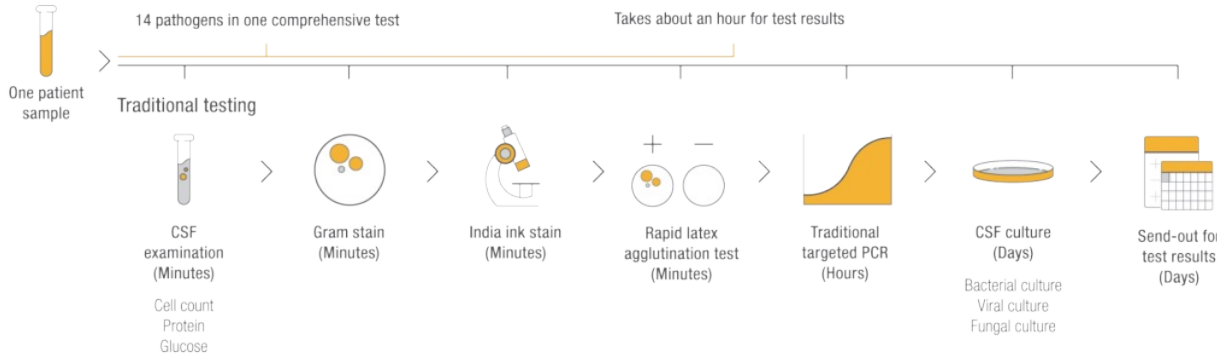 14 pathogens in one comprehensive test
Takes about an hour for test results
One patient
sample
Traditional testing
CSF
examination
(Minutes)
Cell count
Protein
Glucose
Gram stain
(Minutes)
India ink stain
(Minutes)
Rapid latex
agglutination test
(Minutes)
Traditional
targeted PCR
(Hours)
CSF culture
(Days)
Bacterial culture
Viral culture
Fungal culture
Send-out for
test results
(Days)